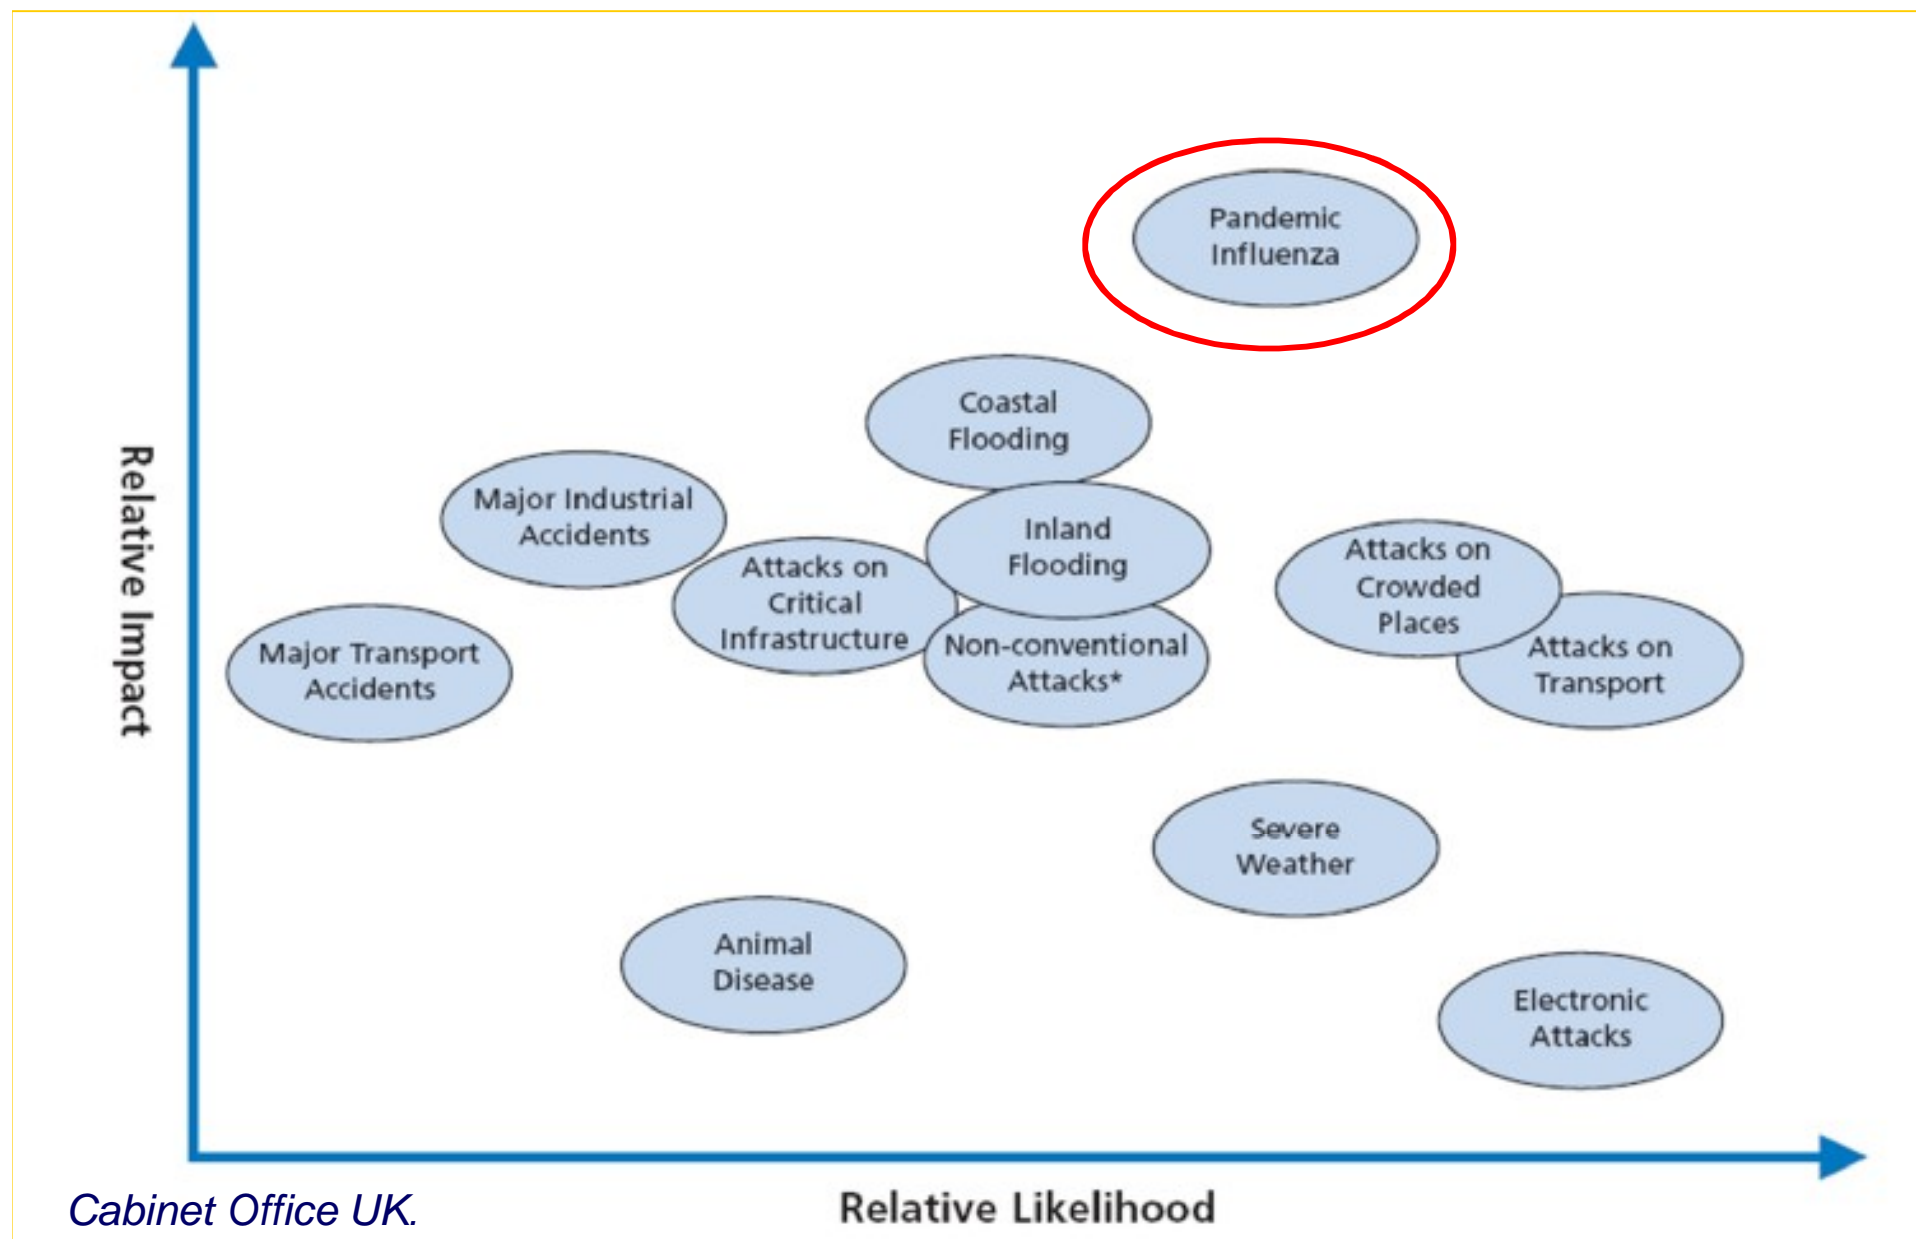 Pandemic
Influenza
Coastal
Flooding
Major Industrial
Accidents
Inland
Flooding
Attacks on
Critical
Infrastructure
Attacks on
Crowded
Places
Non-conventional
Attacks*
Major Transport
Accidents
Attacks on
Transport
Severe
Weather
Animal
Disease
Electronic
Attacks
Relative Impact
Relative Likelihood
Cabinet Office UK.